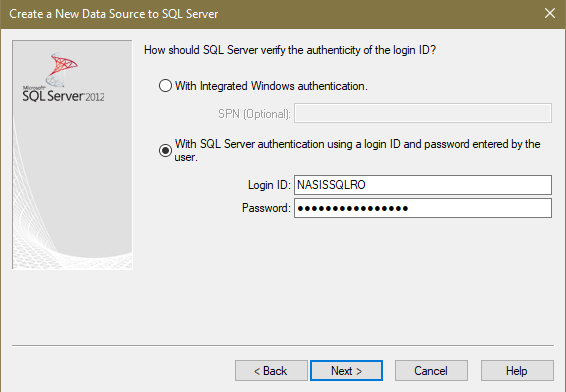 Create a New Data Source to SQL Server
How should SQL Server verify the authenticity of the login ID?
Microsoft
SQL Server 2012
With Integrated Windows authentication.
SPN (Optional):
With SQL Server authentication using a login ID and password entered by the
user.
Login ID: NASISSQLRO
Password: ●●●●●●●●●●●●●●●●
< Back Next > Cancel Help